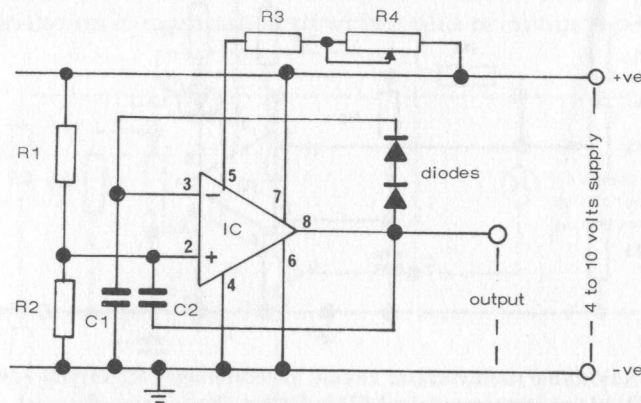 R3
R4
+ve
R1
5
diodes
3
−
7
IC
8
2
+
6
4
R2
C1
C2
output
4 to 10 volts supply
−ve